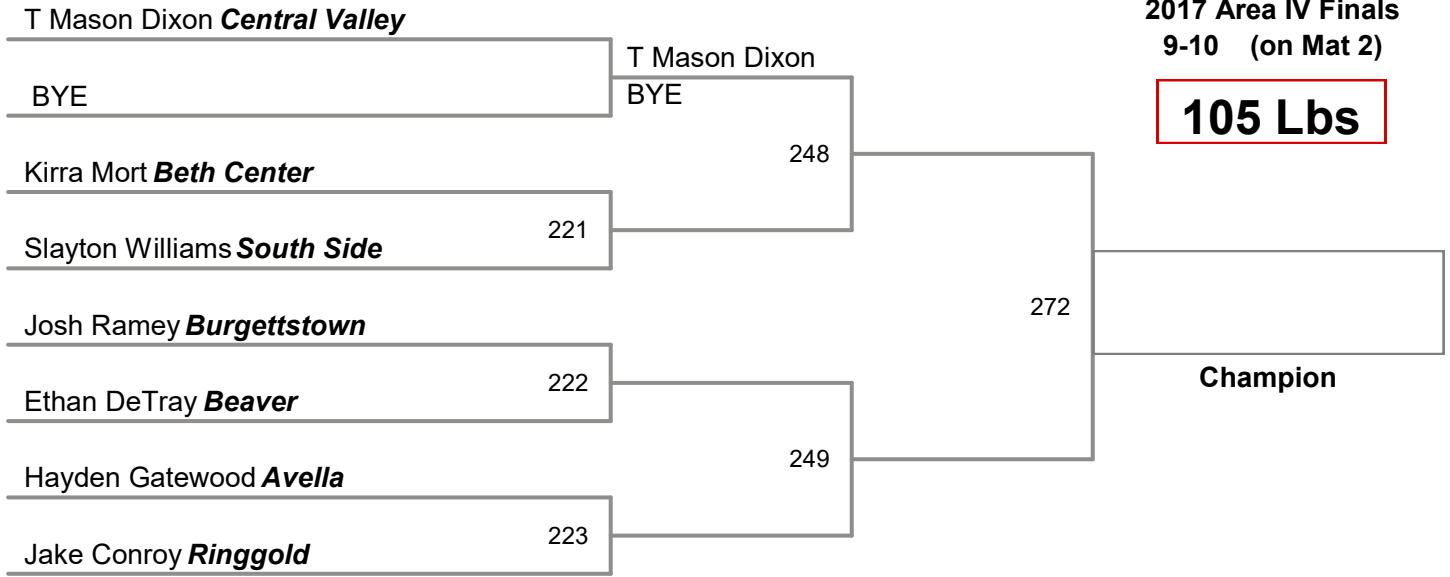 T Mason Dixon Central Valley
BYE
Kirra Mort Beth Center
Slayton Williams South Side
Josh Ramey Burgettstown
Ethan DeTray Beaver
Hayden Gatewood Avella
Jake Conroy Ringgold
221
222
223
T Mason Dixon
BYE
248
249
272
2017 Area IV Finals
9-10 (on Mat 2)
105 Lbs
Champion